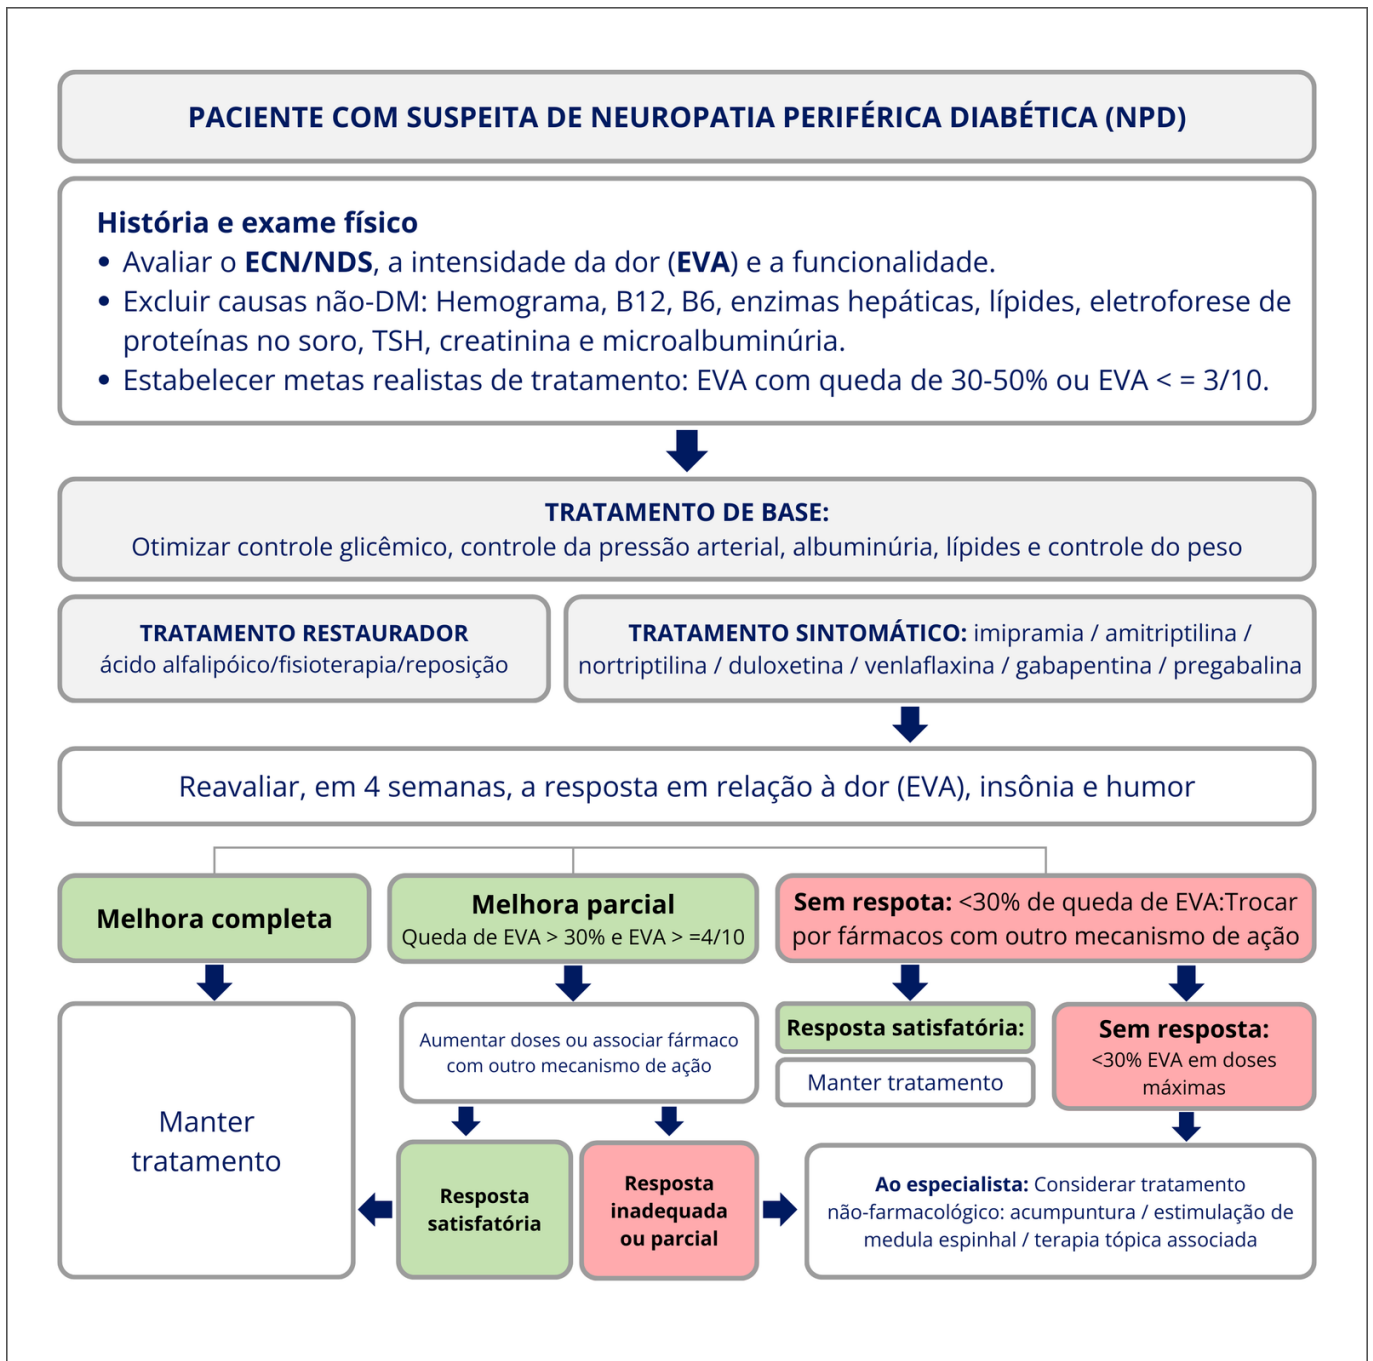 PACIENTE COM SUSPEITA DE NEUROPATIA PERIFÉRICA DIABÉTICA (NPD)
História e exame físico
• Avaliar o ECN/NDS, a intensidade da dor (EVA) e a funcionalidade.
• Excluir causas não-DM: Hemograma, B12, B6, enzimas hepáticas, lípides, eletroforese de
proteínas no soro, TSH, creatinina e microalbuminúria.
• Estabelecer metas realistas de tratamento: EVA com queda de 30-50% ou EVA < = 3/10.
TRATAMENTO DE BASE:
Otimizar controle glicêmico, controle da pressão arterial, albuminúria, lípides e controle do peso
TRATAMENTO RESTAURADOR
ácido alfalipóico/fisioterapia/reposição
TRATAMENTO SINTOMÁTICO: imipramia / amitriptilina /
nortriptilina / duloxetina / venlaflaxina / gabapentina / pregabalina
Reavaliar, em 4 semanas, a resposta em relação à dor (EVA), insônia e humor
Melhora completa
Melhora parcial
Queda de EVA > 30% e EVA > =4/10
Sem respota: <30% de queda de EVA:Trocar
por fármacos com outro mecanismo de ação
Manter
tratamento
Aumentar doses ou associar fármaco
com outro mecanismo de ação
Resposta satisfatória:
Manter tratamento
Sem resposta:
<30% EVA em doses
máximas
Resposta
satisfatória
Resposta
inadequada
ou parcial
Ao especialista: Considerar tratamento
não-farmacológico: acumpuntura / estimulação de
medula espinhal / terapia tópica associada